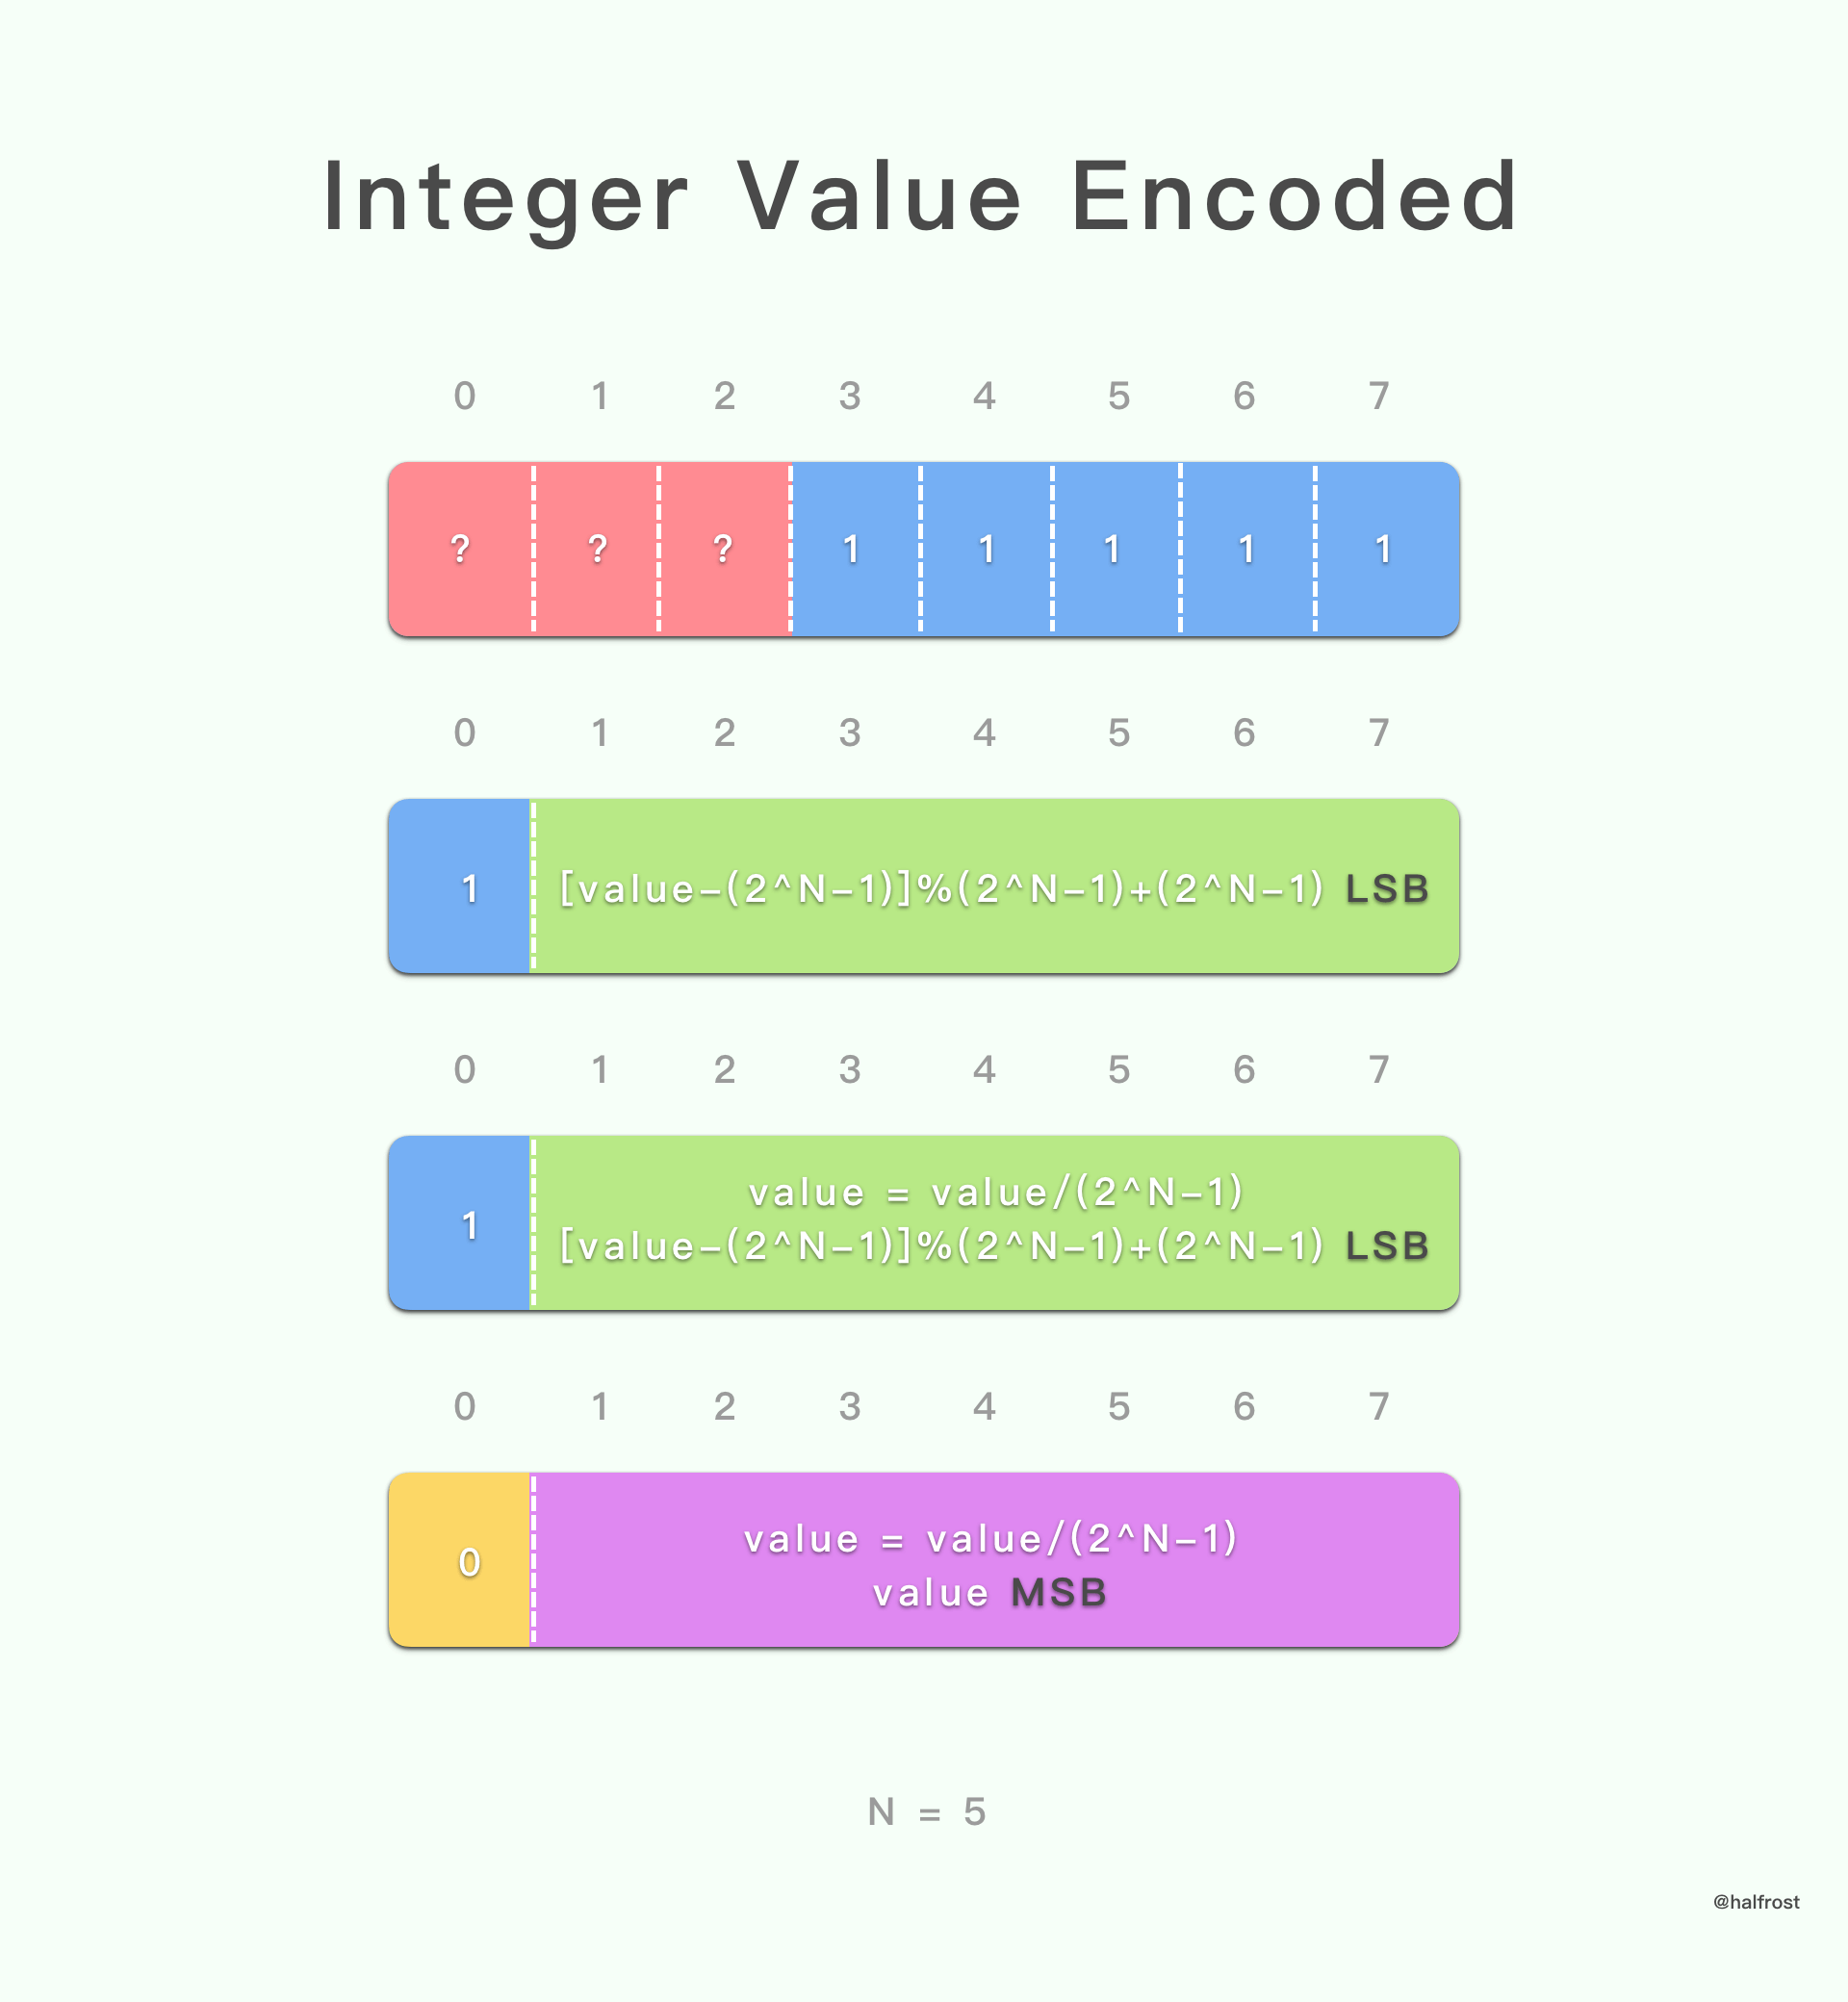 Integer Value Encoded
0 1 2 3 4 5 6 7
? ? ? 1 1 1 1 1
0 1 2 3 4 5 6 7
1 [value-(2^N-1)]%(2^N-1)+(2^N-1) LSB
0 1 2 3 4 5 6 7
value = value/(2^N-1)
1 [value-(2^N-1)]%(2^N-1)+(2^N-1) LSB
0 1 2 3 4 5 6 7
value = value/(2^N-1)
0 value MSB
N = 5
@halfrost